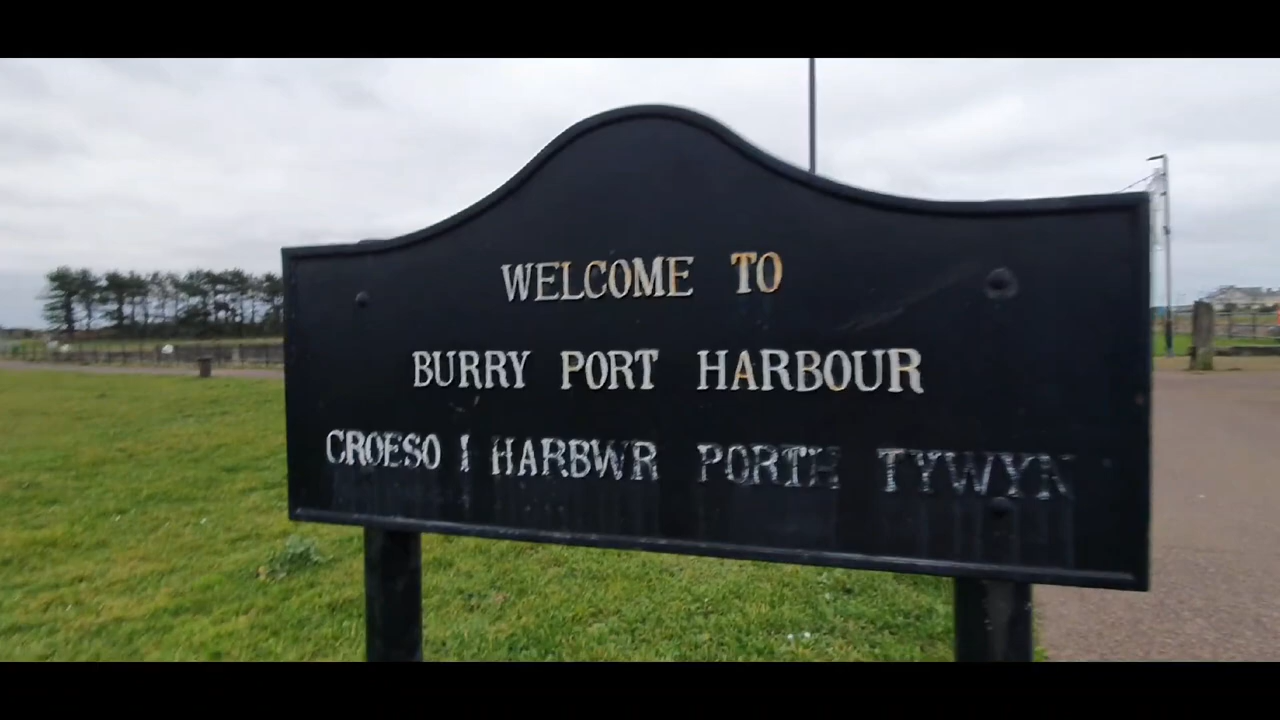 WELCOME TO
BURRY PORT HARBOUR
CROESO I HARBWR PORTH TYWYN